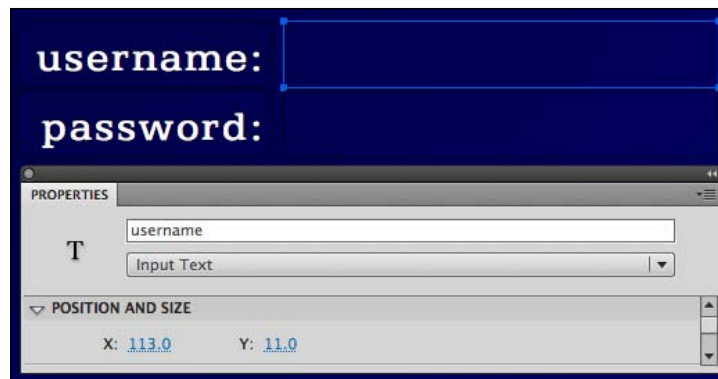 username:
password:
PROPERTIES
T
username
Input Text
POSITION AND SIZE
X: 113.0 Y: 11.0